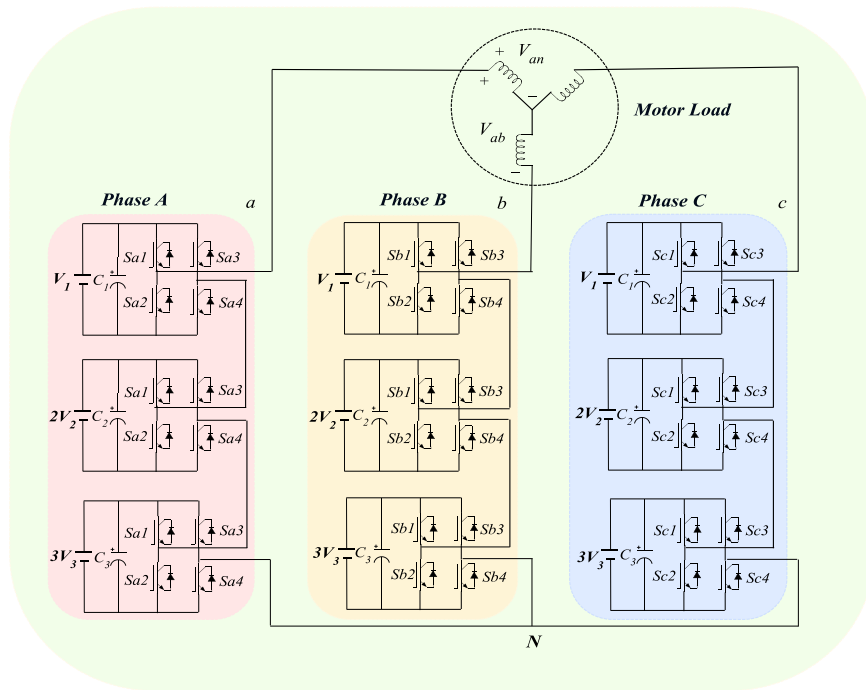 + V_an
+
−
Motor Load
V_ab
−
Phase A a Phase B b Phase C c
V_1 C_1 + Sa1 Sa3 V_1 C_1 + Sb1 Sb3 V_1 C_1 + Sc1 Sc3
Sa2 Sa4 Sb2 Sb4 Sc2 Sc4
2V_2 C_2 + Sa1 Sa3 2V_2 C_2 + Sb1 Sb3 2V_2 C_2 + Sc1 Sc3
Sa2 Sa4 Sb2 Sb4 Sc2 Sc4
3V_3 C_3 + Sa1 Sa3 3V_3 C_3 + Sb1 Sb3 3V_3 C_3 + Sc1 Sc3
Sa2 Sa4 Sb2 Sb4 Sc2 Sc4
N